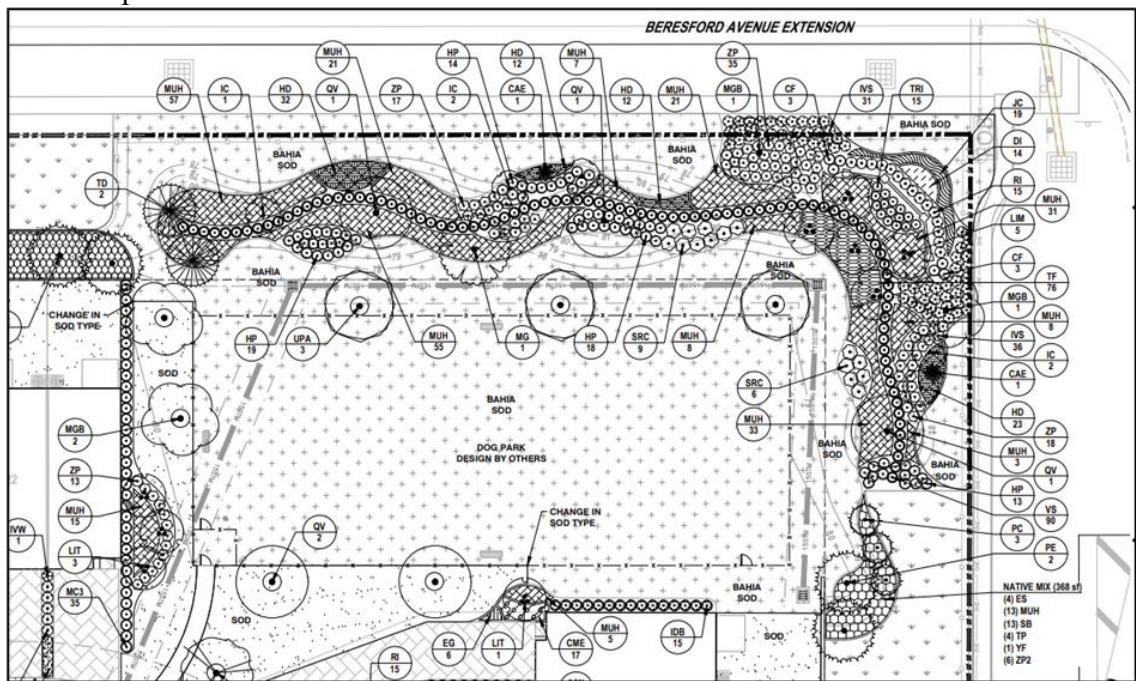 BERESFORD AVENUE EXTENSION
MUH
21
HP
14
HD
12
MUH
7
ZP
35
MUH
57
IC
1
HD
32
QV
1
ZP
17
IC
2
CAE
1
QV
1
HD
12
MUH
21
MGB
1
CF
3
IVS
31
TRI
15
JC
19
BAHIA SOD
DI
14
BAHIA
SOD
BAHIA
SOD
RI
15
TD
2
MUH
31
LIM
5
CF
3
BAHIA
SOD
BAHIA
SOD
TF
76
CHANGE IN
SOD TYPE
MGB
1
MUH
8
HP
19
UPA
3
MUH
55
MG
1
HP
18
SRC
9
MUH
8
IVS
36
IC
2
SOD
SRC
6
CAE
1
BAHIA
SOD
HD
23
MUH
33
ZP
18
MGB
2
DOG PARK
DESIGN BY OTHERS
BAHIA
SOD
BAHIA
SOD
MUH
3
ZP
13
QV
1
HP
13
MUH
15
CHANGE IN
SOD TYPE
VS
90
IVW
1
QV
2
PC
3
LIT
3
PE
2
MC3
35
BAHIA
SOD
NATIVE MIX (368 sf)
(4) ES
(13) MUH
(13) SB
(4) TP
(1) YF
(6) ZP2
SOD
EG
6
LIT
1
CME
17
MUH
5
IDB
15
SOD
RI
15